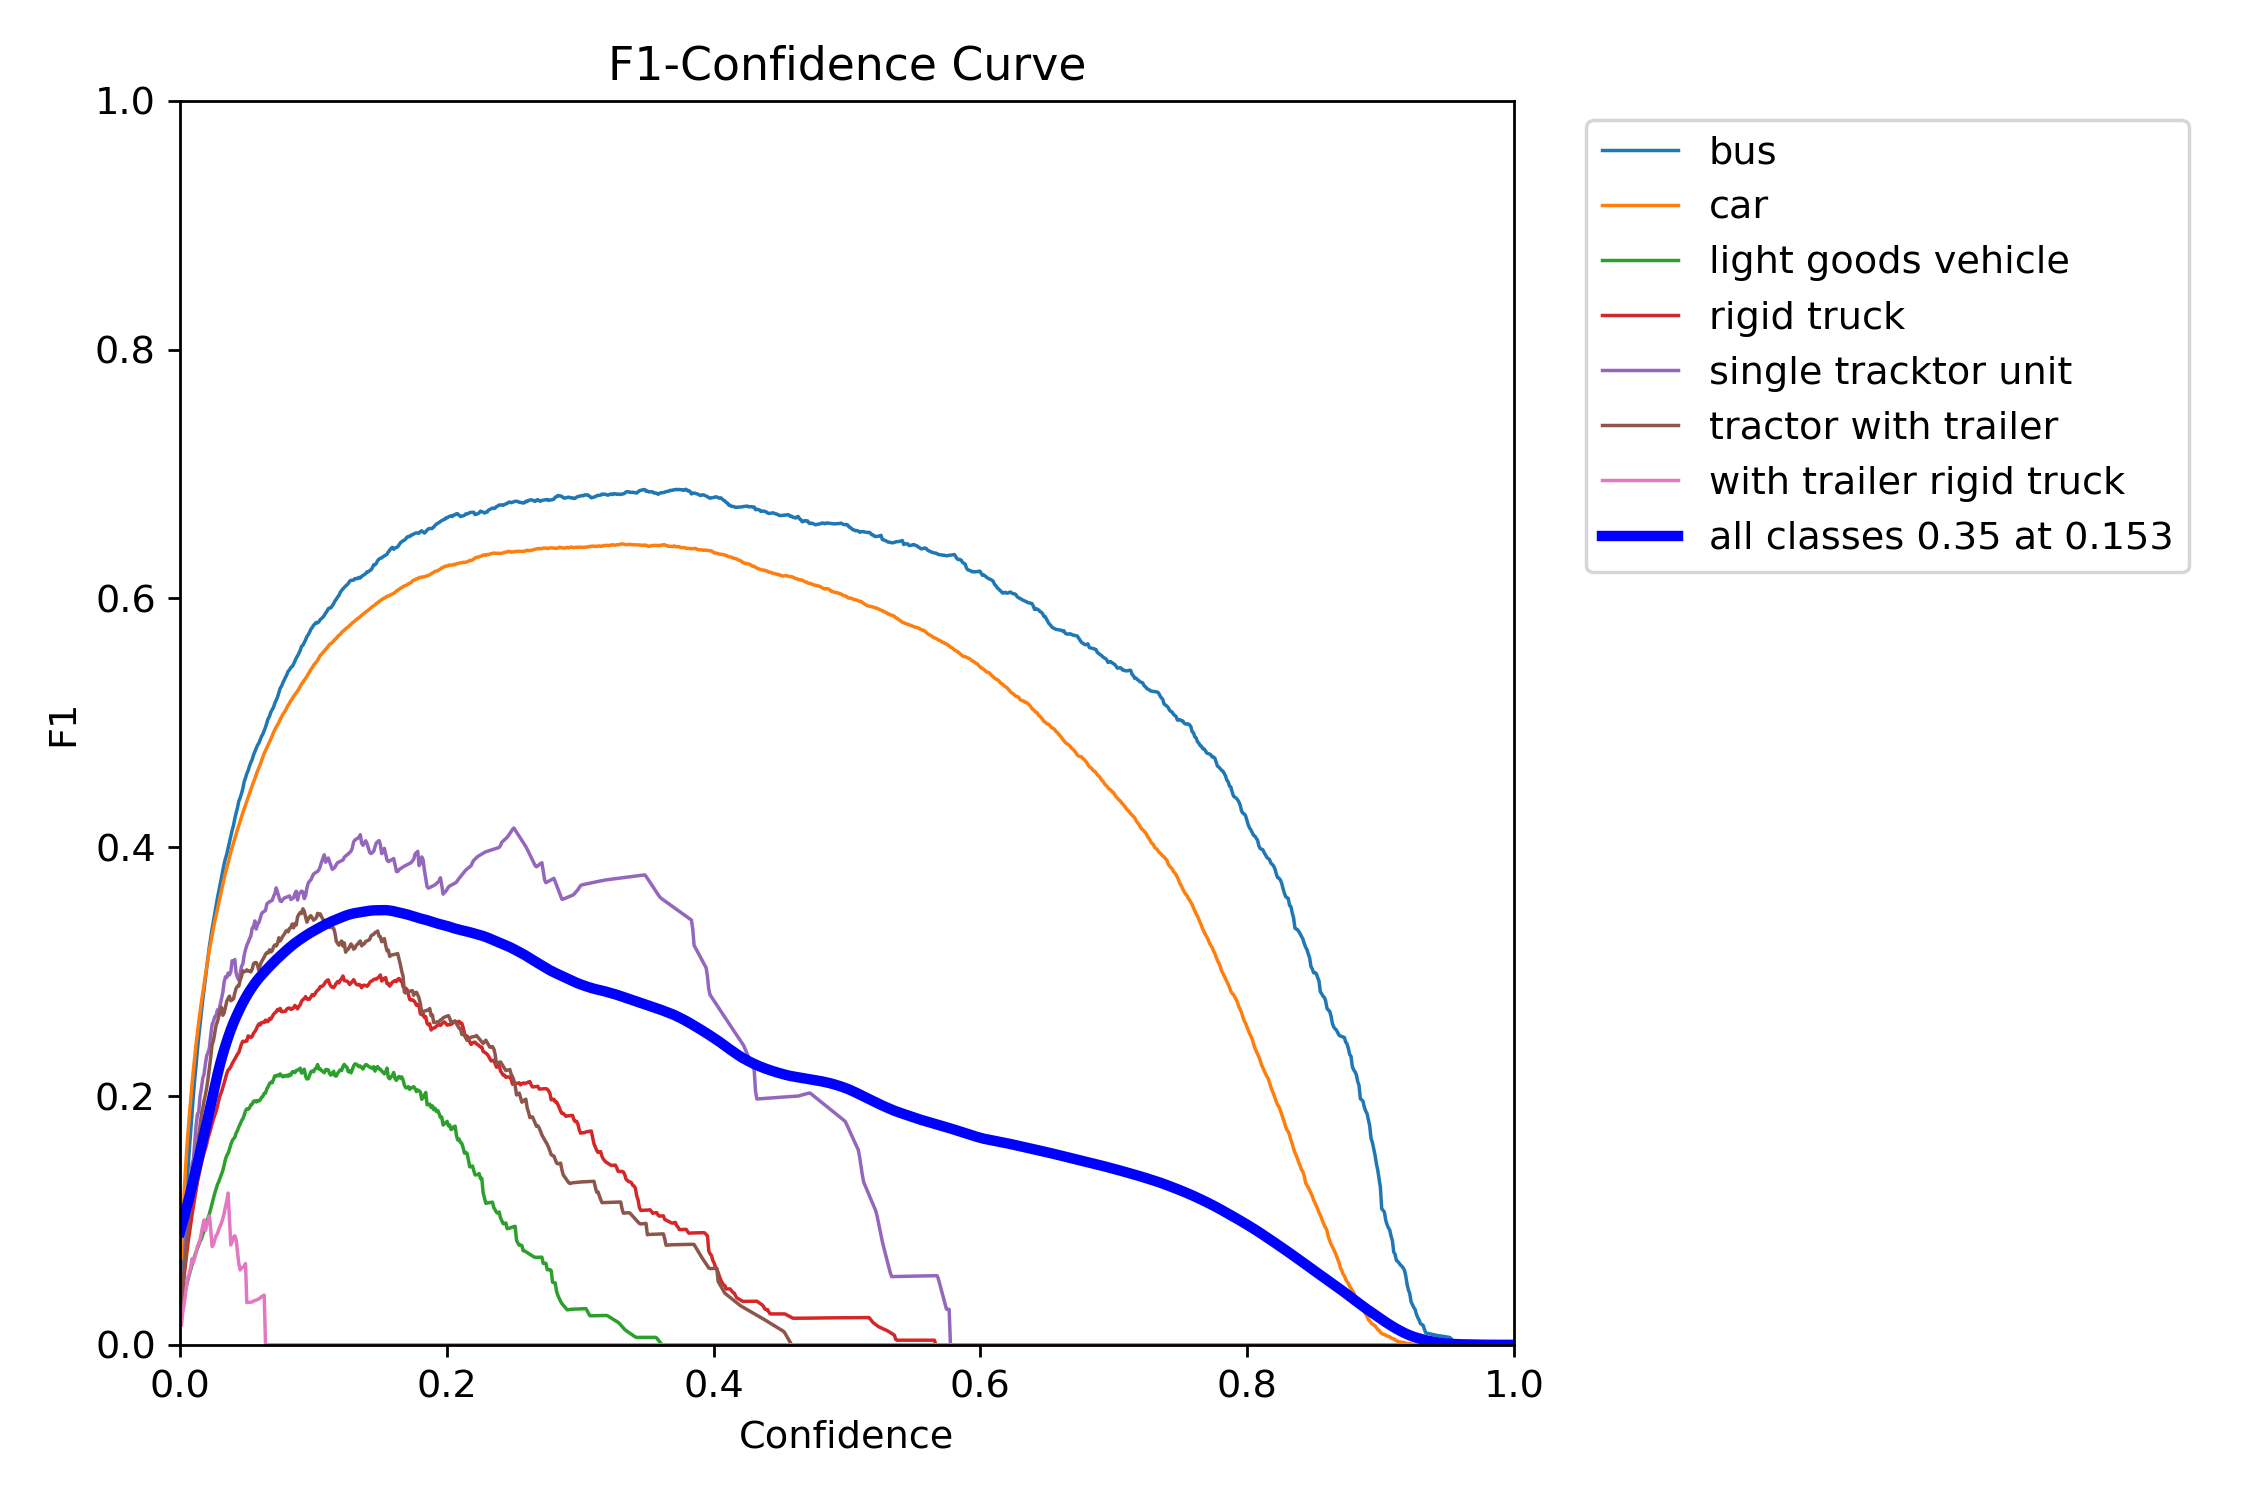 F1-Confidence Curve
1.0
0.8
0.6
0.4
0.2
0.0
F1
0.0 0.2 0.4 0.6 0.8 1.0
Confidence
bus
car
light goods vehicle
rigid truck
single tracktor unit
tractor with trailer
with trailer rigid truck
all classes 0.35 at 0.153